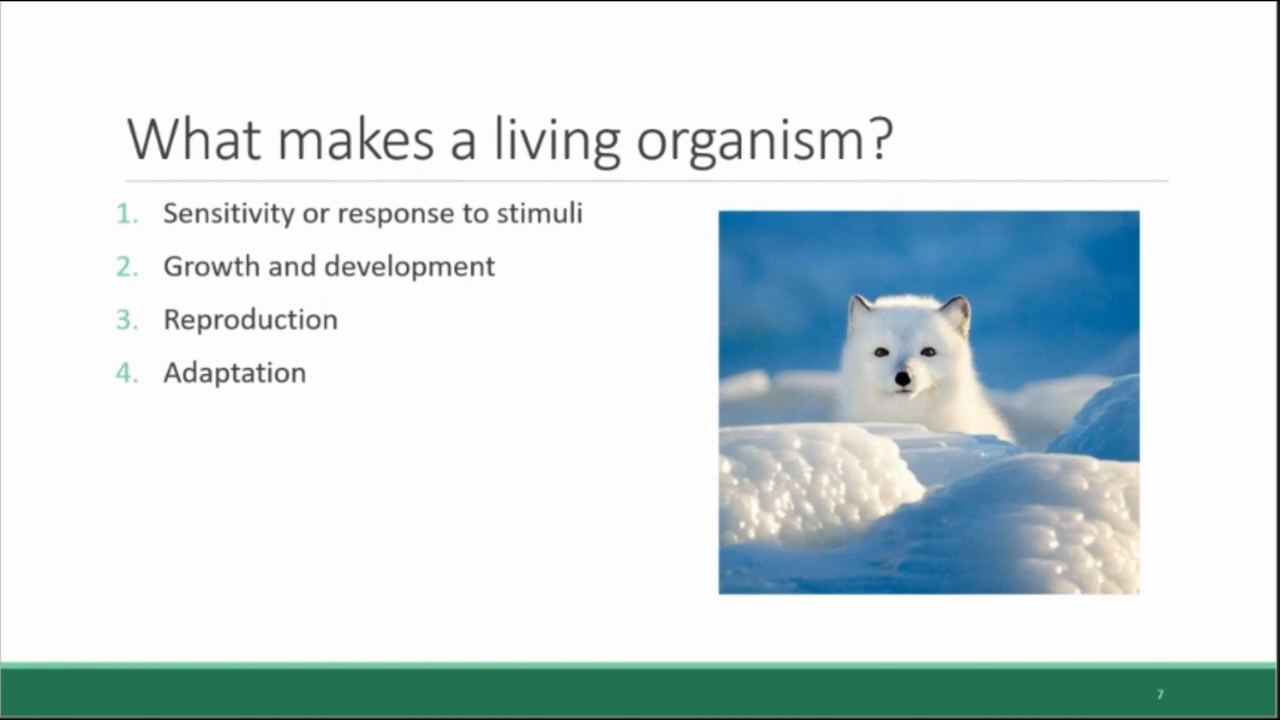 What makes a living organism?
1. Sensitivity or response to stimuli
2. Growth and development
3. Reproduction
4. Adaptation
7